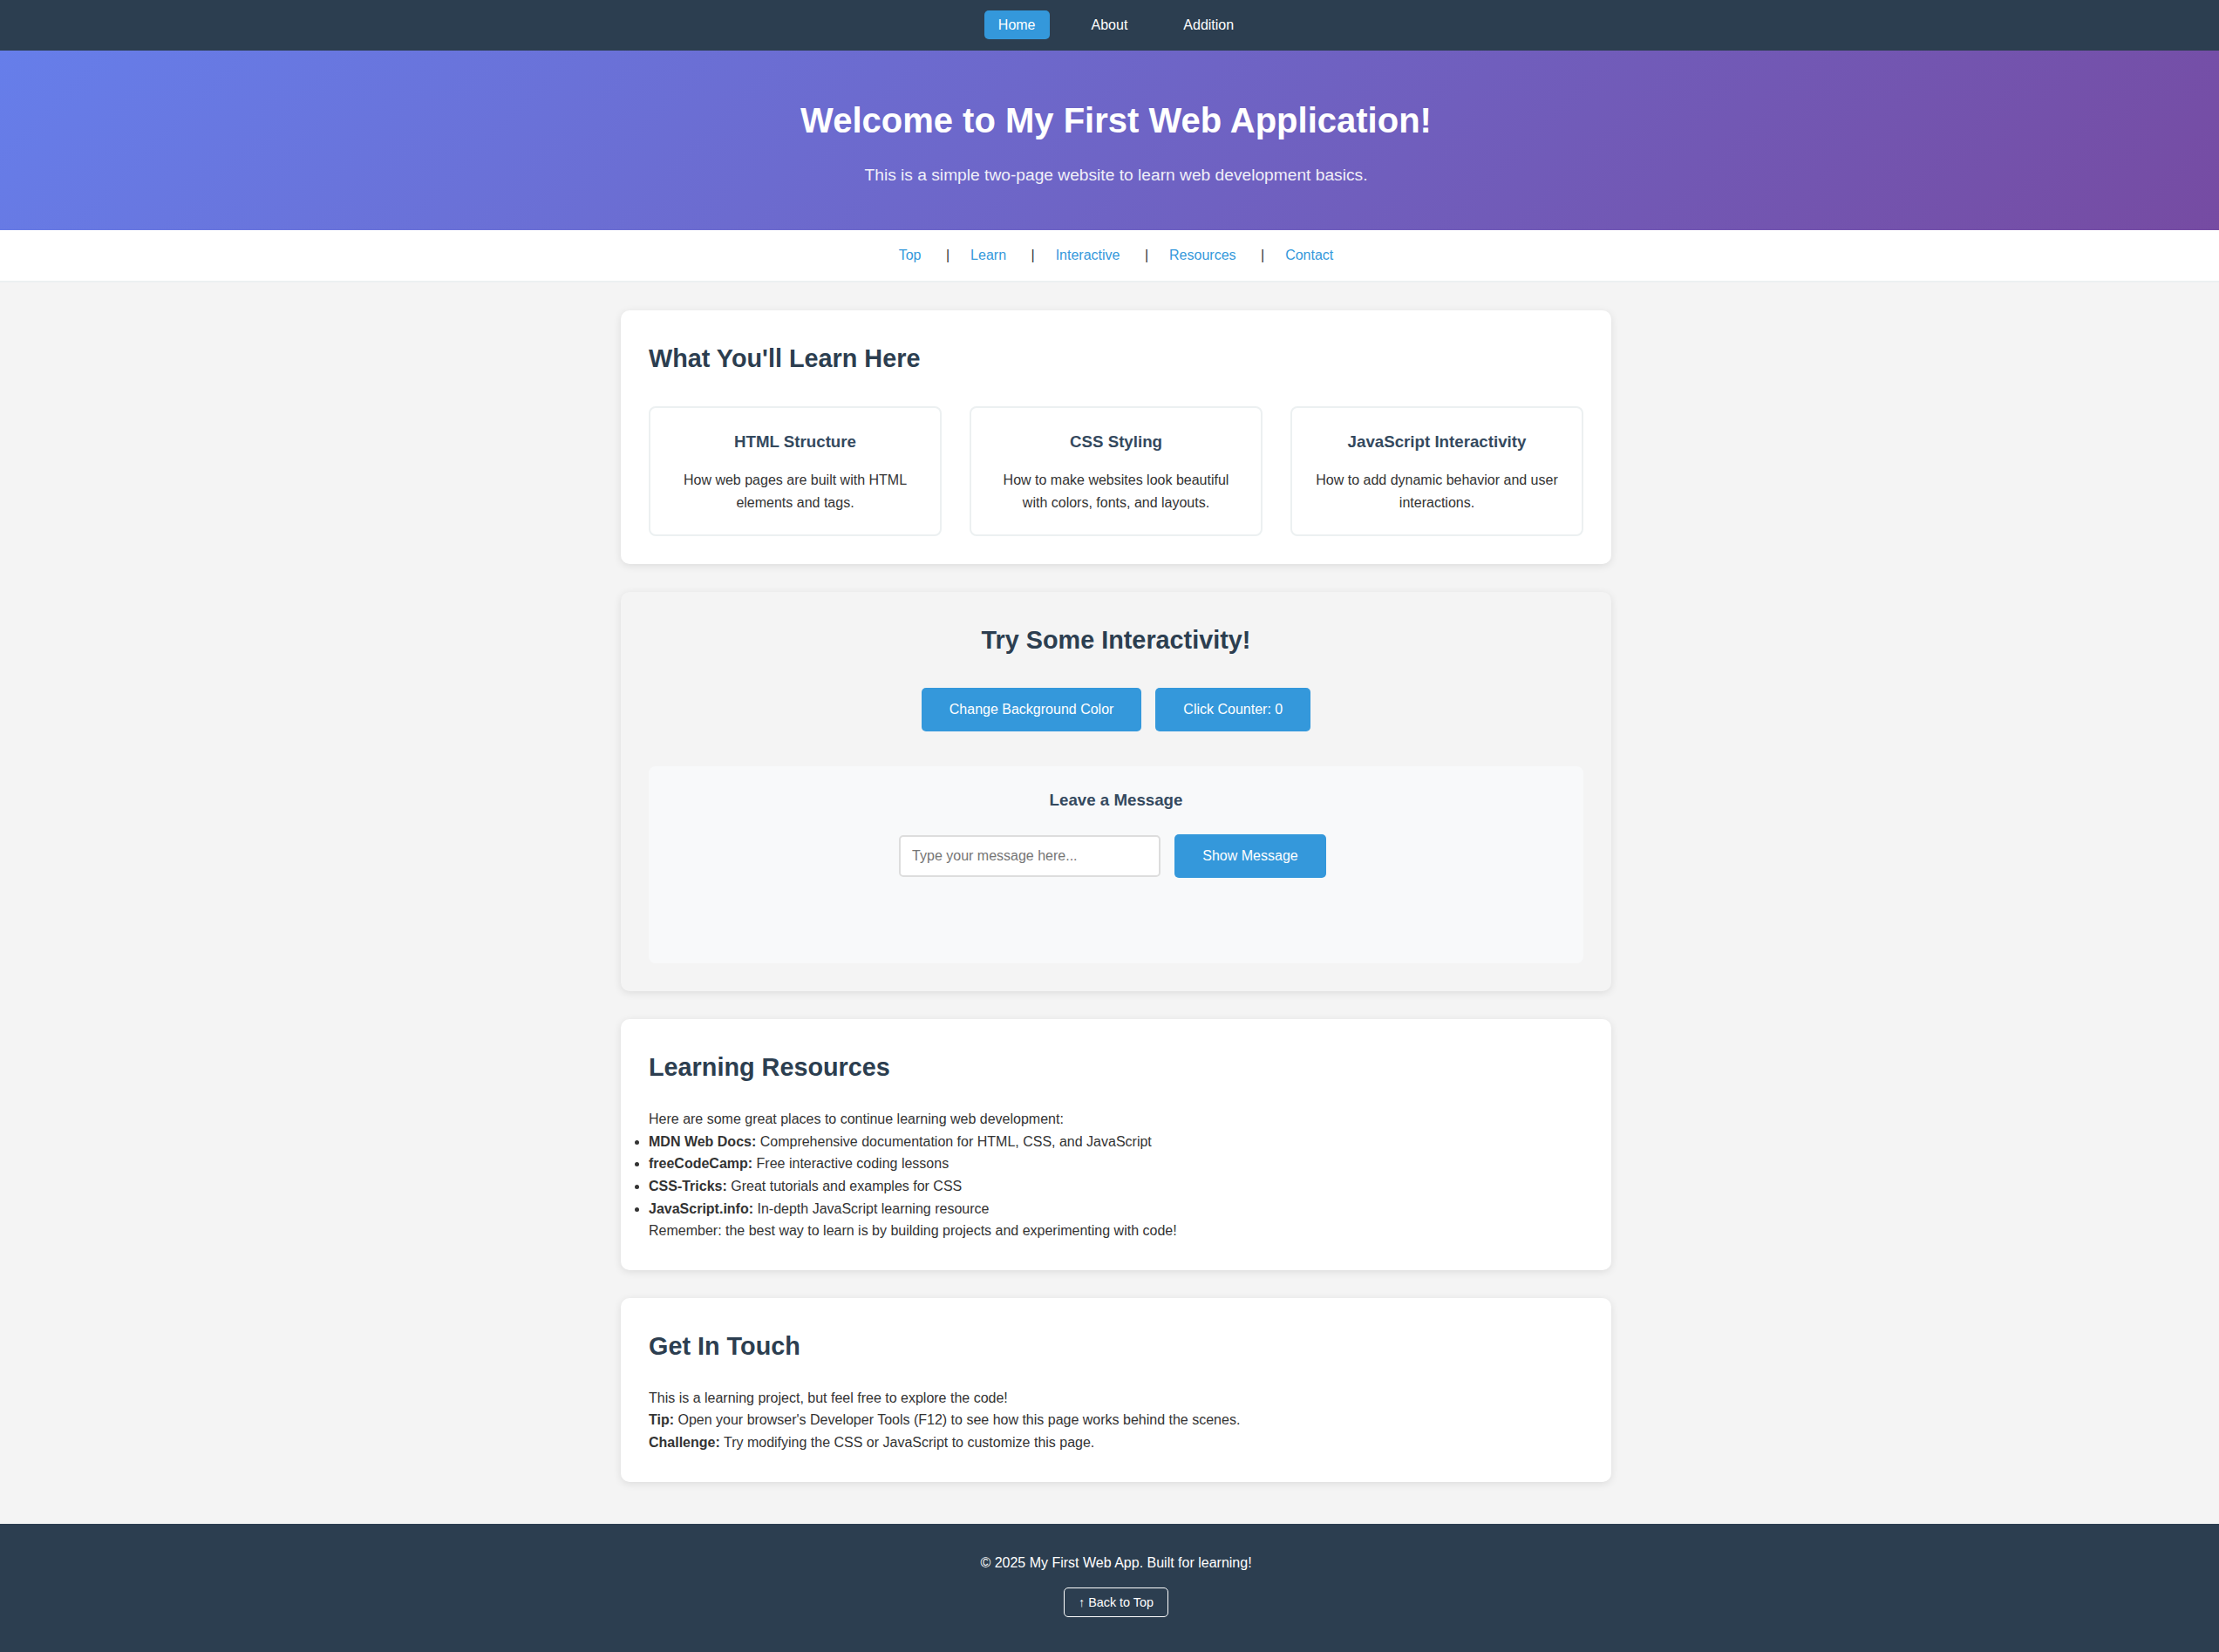 Home About Addition
Welcome to My First Web Application!
This is a simple two-page website to learn web development basics.
Top | Learn | Interactive | Resources | Contact
What You'll Learn Here
HTML Structure
How web pages are built with HTML
elements and tags.
CSS Styling
How to make websites look beautiful
with colors, fonts, and layouts.
JavaScript Interactivity
How to add dynamic behavior and user
interactions.
Try Some Interactivity!
Change Background Color
Click Counter: 0
Leave a Message
Type your message here...
Show Message
Learning Resources
Here are some great places to continue learning web development:
• MDN Web Docs: Comprehensive documentation for HTML, CSS, and JavaScript
• freeCodeCamp: Free interactive coding lessons
• CSS-Tricks: Great tutorials and examples for CSS
• JavaScript.info: In-depth JavaScript learning resource
Remember: the best way to learn is by building projects and experimenting with code!
Get In Touch
This is a learning project, but feel free to explore the code!
Tip: Open your browser's Developer Tools (F12) to see how this page works behind the scenes.
Challenge: Try modifying the CSS or JavaScript to customize this page.
© 2025 My First Web App. Built for learning!
↑ Back to Top